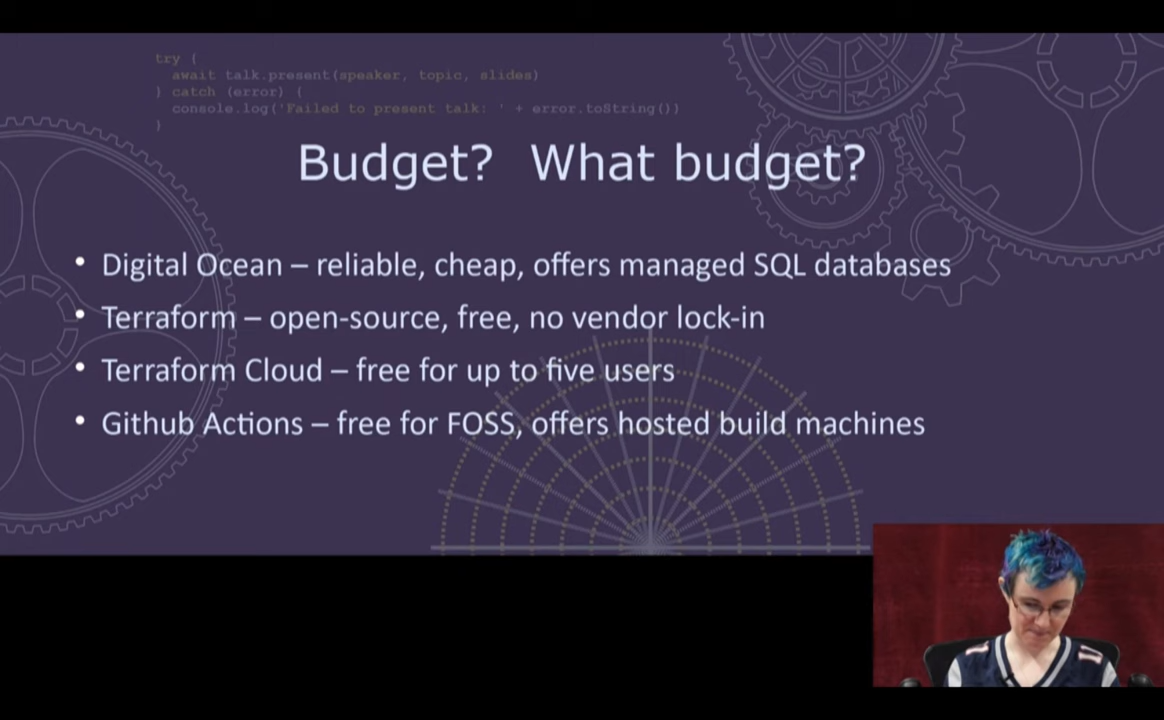 try {
await talk.present(speaker, topic, slides)
} catch (error) {
console.log('Failed to present talk: ' + error.toString())
}
Budget? What budget?
• Digital Ocean – reliable, cheap, offers managed SQL databases
• Terraform – open-source, free, no vendor lock-in
• Terraform Cloud – free for up to five users
• Github Actions – free for FOSS, offers hosted build machines